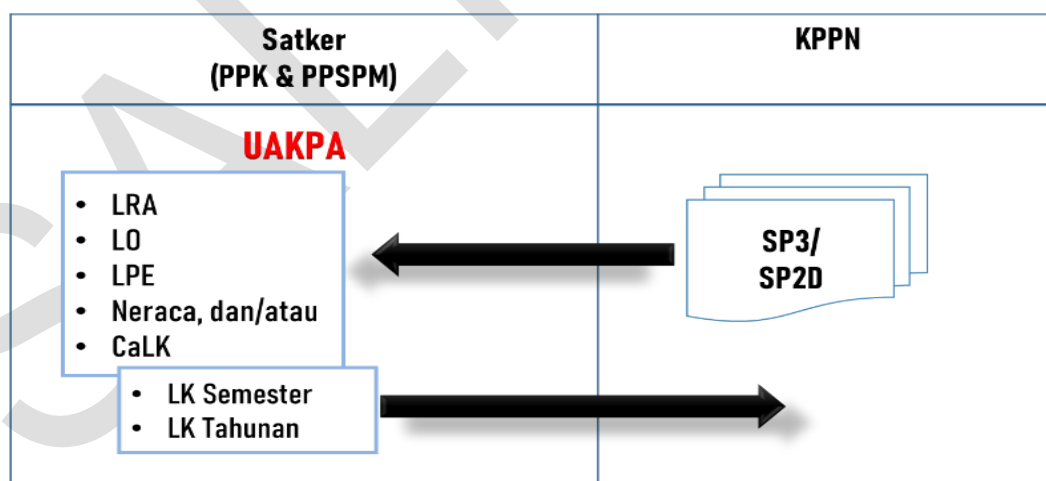 Satker
(PPK & PPSPM)
KPPN
UAKPA
• LRA
• LO
• LPE
• Neraca, dan/atau
• CaLK
• LK Semester
• LK Tahunan
SP3/
SP2D